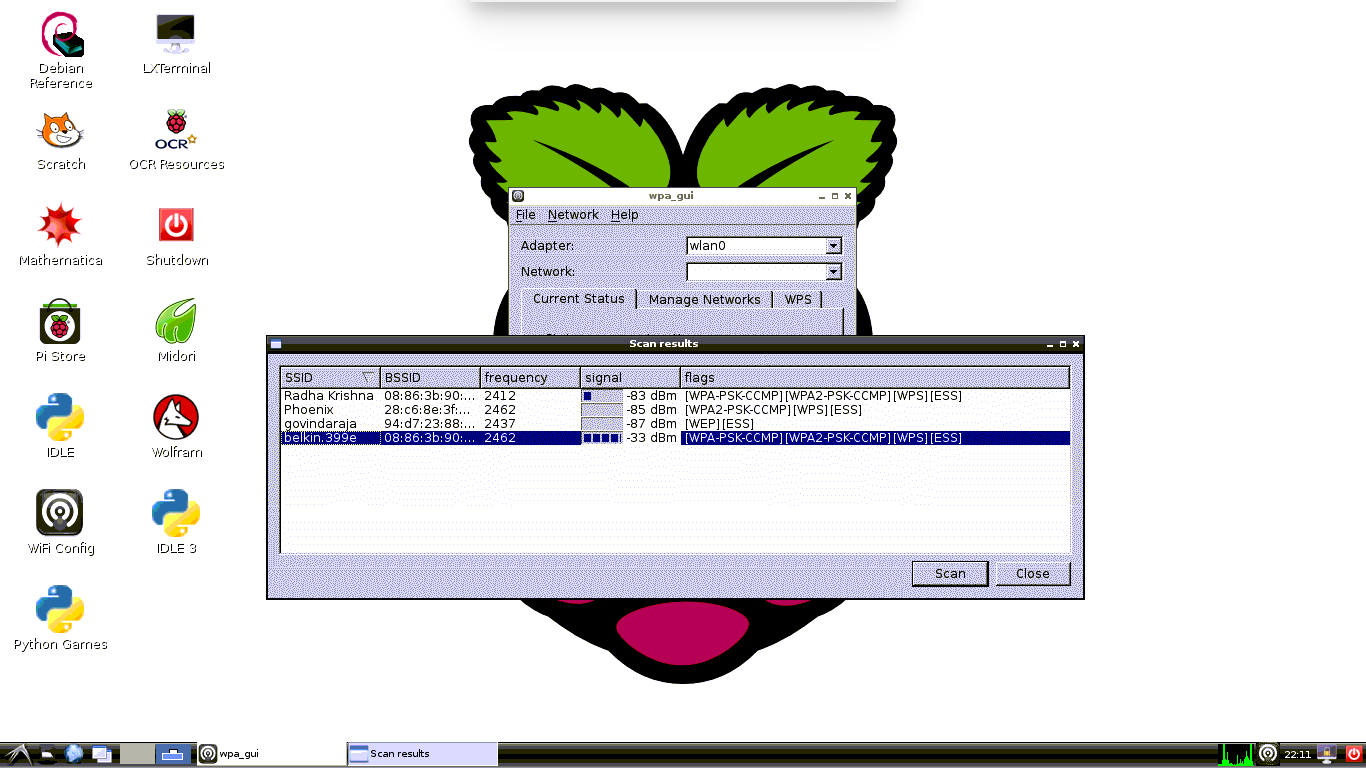 Debian
Reference
LXTerminal
Scratch
OCR
OCR Resources
Mathematica
Shutdown
Pi Store
Midori
IDLE
Wolfram
WiFi Config
IDLE 3
Python Games
wpa_gui
File Network Help
Adapter: wlan0
Network:
Current Status Manage Networks WPS
Scan results
SSID BSSID frequency signal flags
Radha Krishna 08:86:3b:90:... 2412 -83 dBm [WPA-PSK-CCMP][WPA2-PSK-CCMP][WPS][ESS]
Phoenix 28:c6:8e:3f:... 2462 -85 dBm [WPA2-PSK-CCMP][WPS][ESS]
govindaraja 94:d7:23:88:... 2437 -87 dBm [WEP][ESS]
belkin.399e 08:86:3b:90:... 2462 -33 dBm [WPA-PSK-CCMP][WPA2-PSK-CCMP][WPS][ESS]
Scan Close
wpa_gui Scan results 22:11